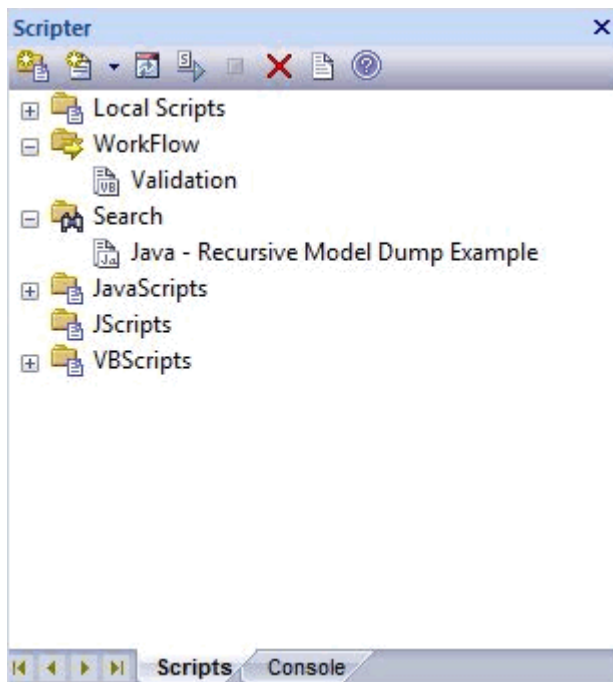 Scripter
Local Scripts
WorkFlow
Validation
Search
Java - Recursive Model Dump Example
JavaScripts
JScripts
VBScripts
Scripts Console